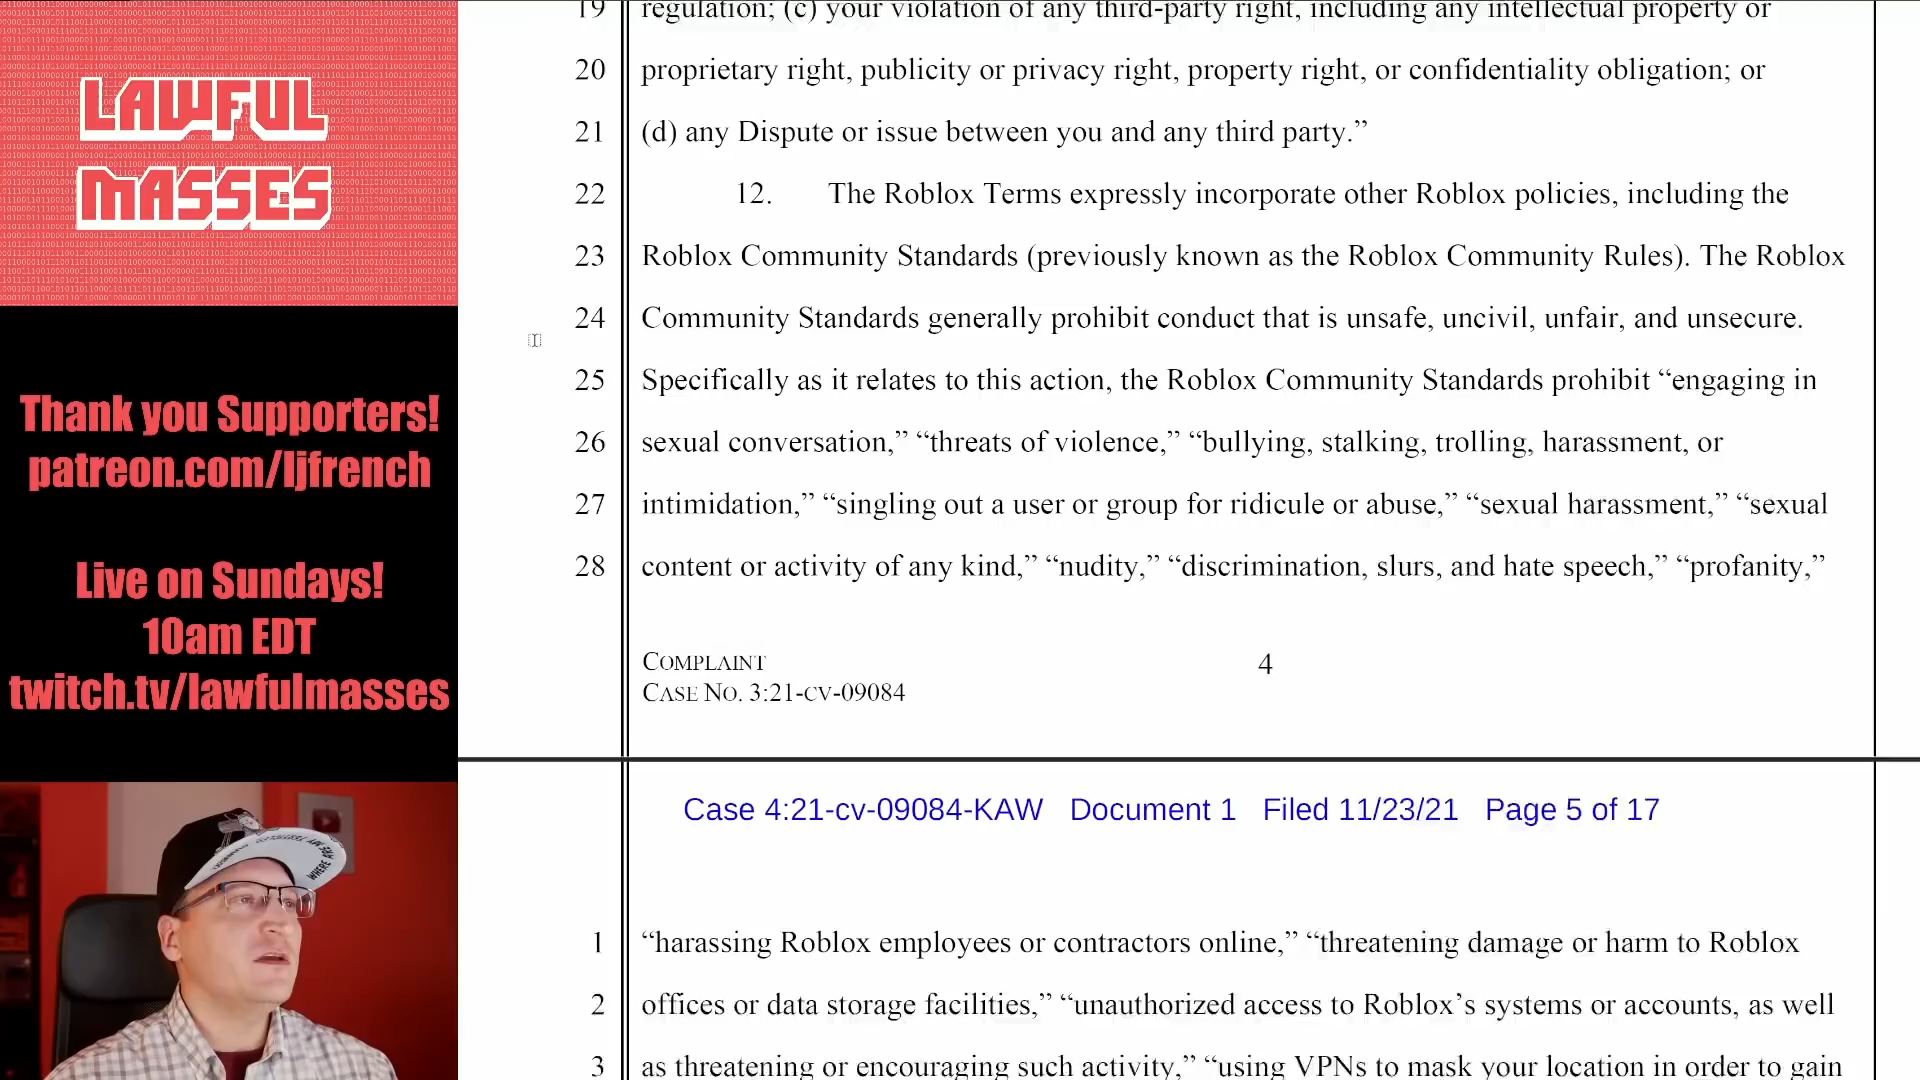 LAWFUL
MASSES
Thank you Supporters!
patreon.com/ljfrench
Live on Sundays!
10am EDT
twitch.tv/lawfulmasses
WHERE ARE
19 regulation; (c) your violation of any third-party right, including any intellectual property or
20 proprietary right, publicity or privacy right, property right, or confidentiality obligation; or
21 (d) any Dispute or issue between you and any third party.”
22 12. The Roblox Terms expressly incorporate other Roblox policies, including the
23 Roblox Community Standards (previously known as the Roblox Community Rules). The Roblox
24 Community Standards generally prohibit conduct that is unsafe, uncivil, unfair, and unsecure.
25 Specifically as it relates to this action, the Roblox Community Standards prohibit “engaging in
26 sexual conversation,” “threats of violence,” “bullying, stalking, trolling, harassment, or
27 intimidation,” “singling out a user or group for ridicule or abuse,” “sexual harassment,” “sexual
28 content or activity of any kind,” “nudity,” “discrimination, slurs, and hate speech,” “profanity,”
COMPLAINT 4
CASE NO. 3:21-CV-09084
Case 4:21-cv-09084-KAW Document 1 Filed 11/23/21 Page 5 of 17
1 “harassing Roblox employees or contractors online,” “threatening damage or harm to Roblox
2 offices or data storage facilities,” “unauthorized access to Roblox’s systems or accounts, as well
3 as threatening or encouraging such activity,” “using VPNs to mask your location in order to gain